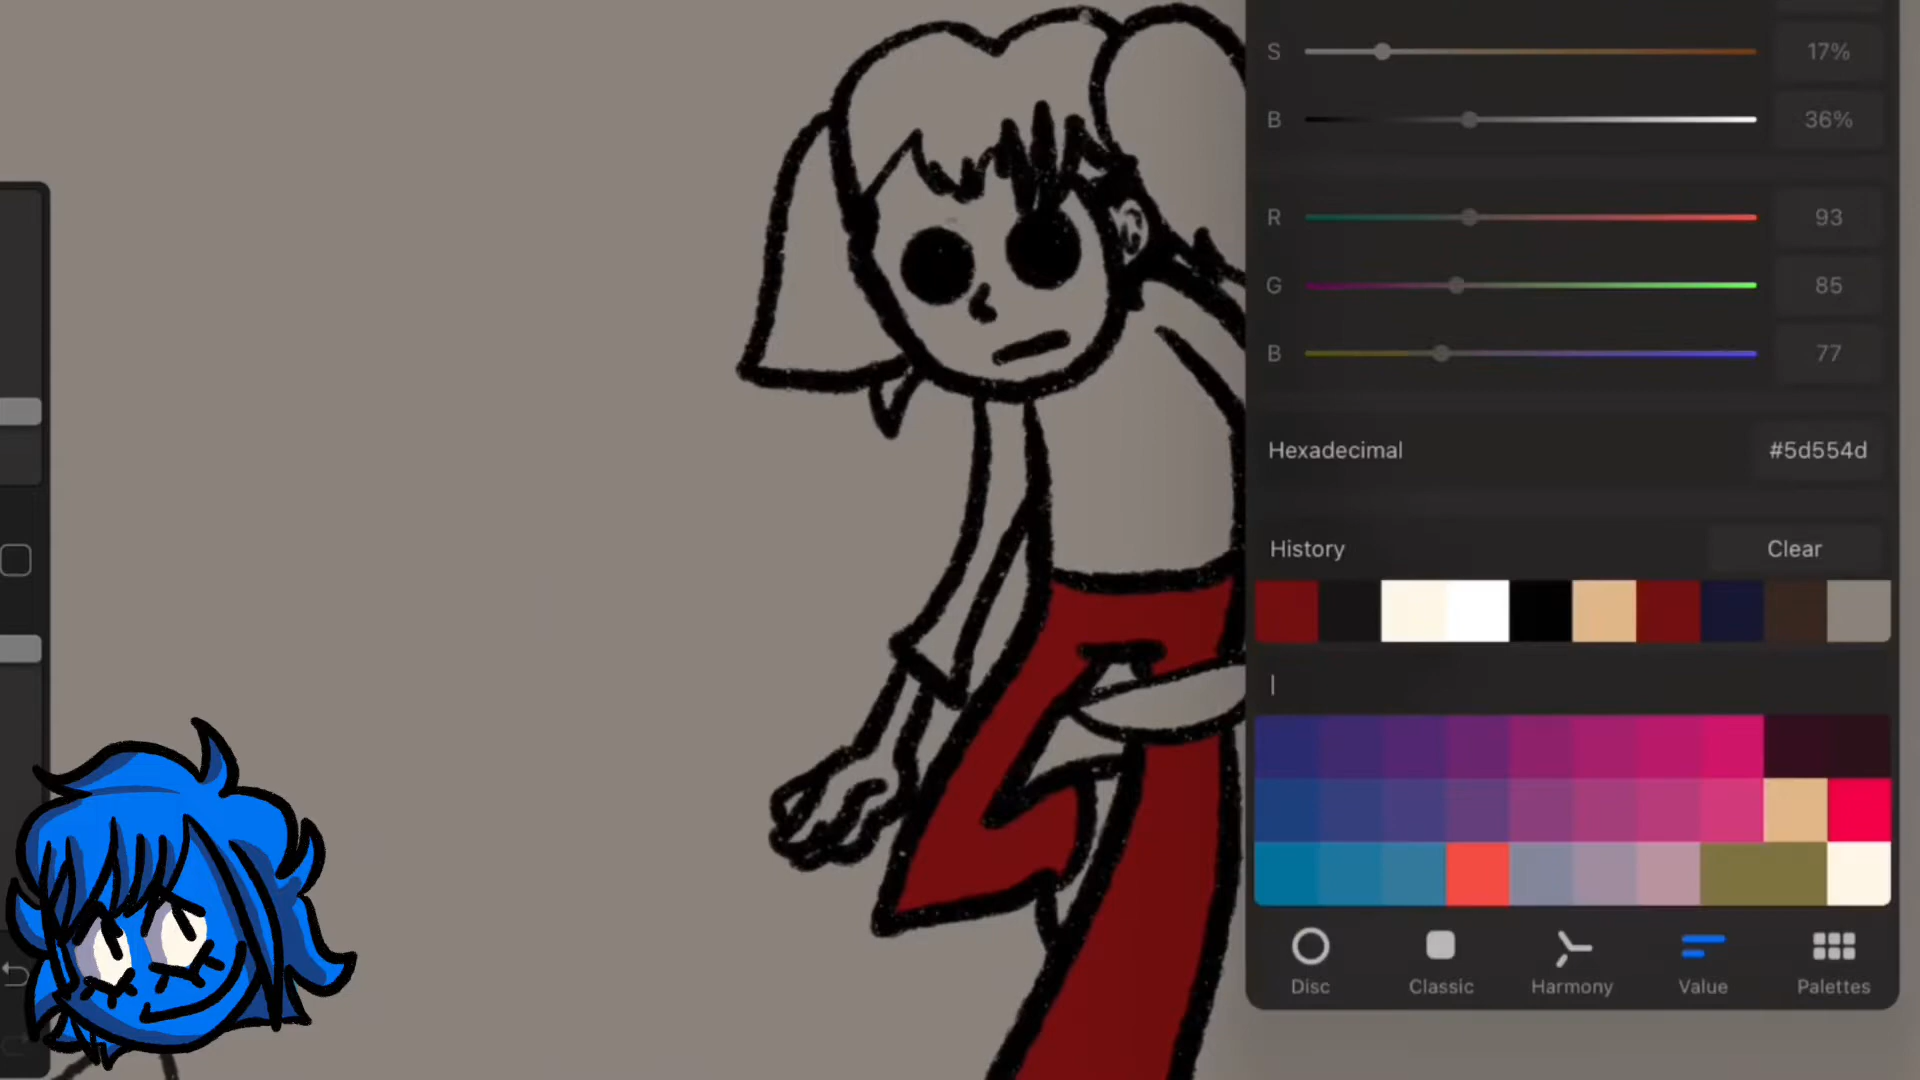 S 17%
B 36%
R 93
G 85
B 77
Hexadecimal #5d554d
History Clear
Disc Classic Harmony Value Palettes